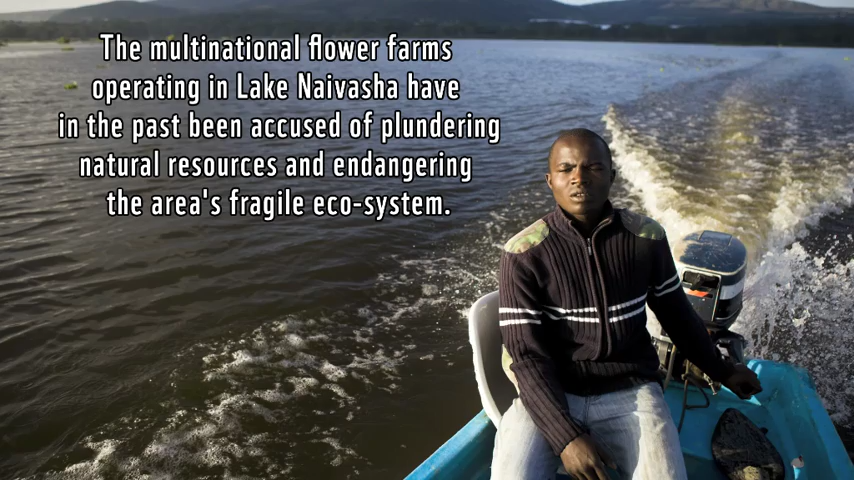 The multinational flower farms
operating in Lake Naivasha have
in the past been accused of plundering
natural resources and endangering
the area's fragile eco-system.